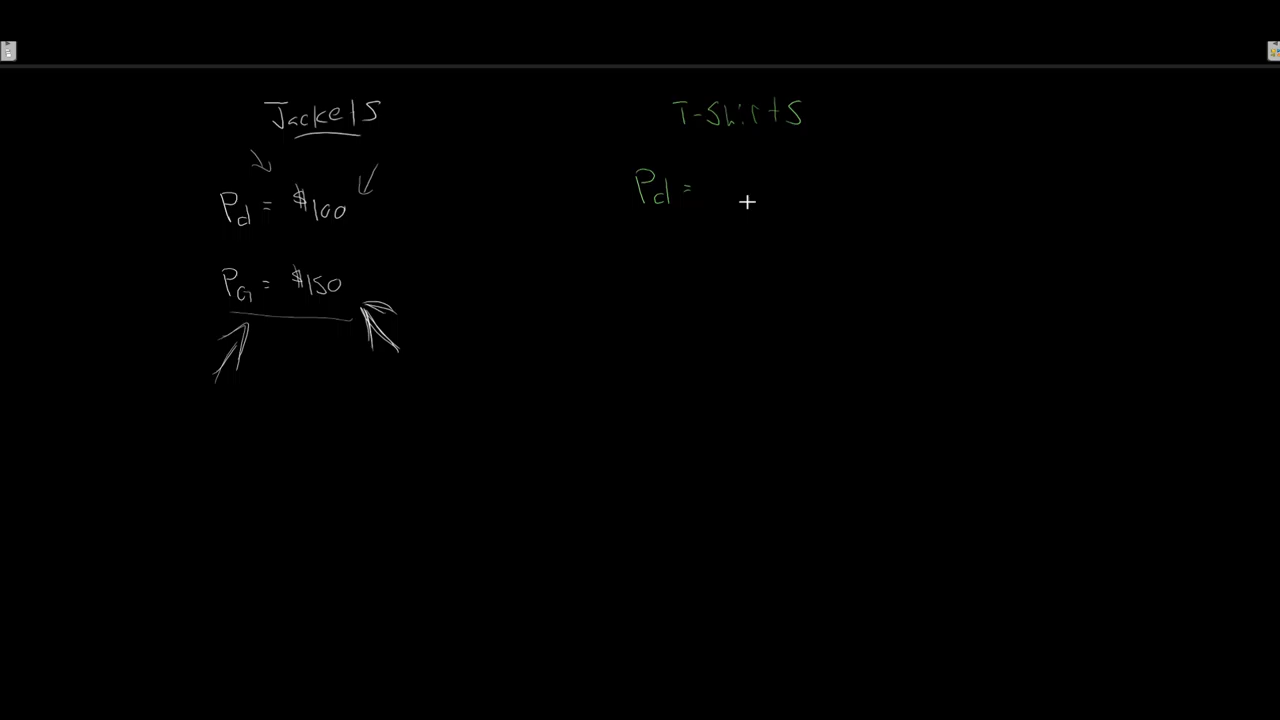 Jackets
Pd = $100
PG = $150
T-Shirts
Pd =